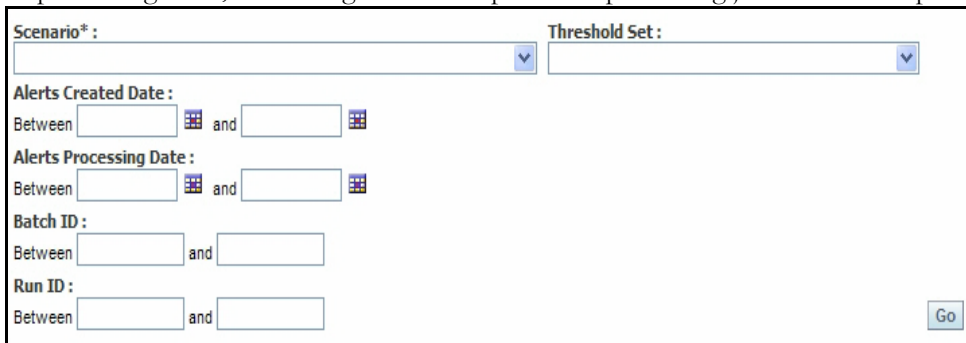 Scenario* : Threshold Set :
Alerts Created Date :
Between and
Alerts Processing Date :
Between and
Batch ID :
Between and
Run ID :
Between and
Go